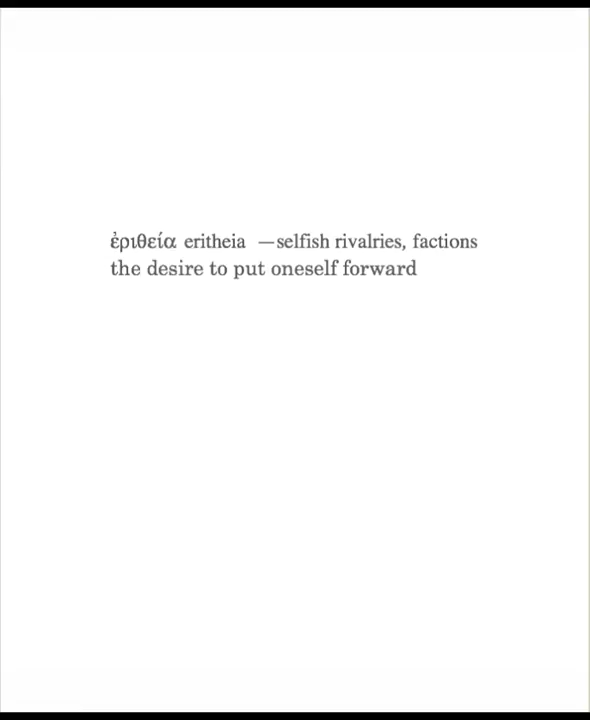 ἐριθεία eritheia —selfish rivalries, factions
the desire to put oneself forward